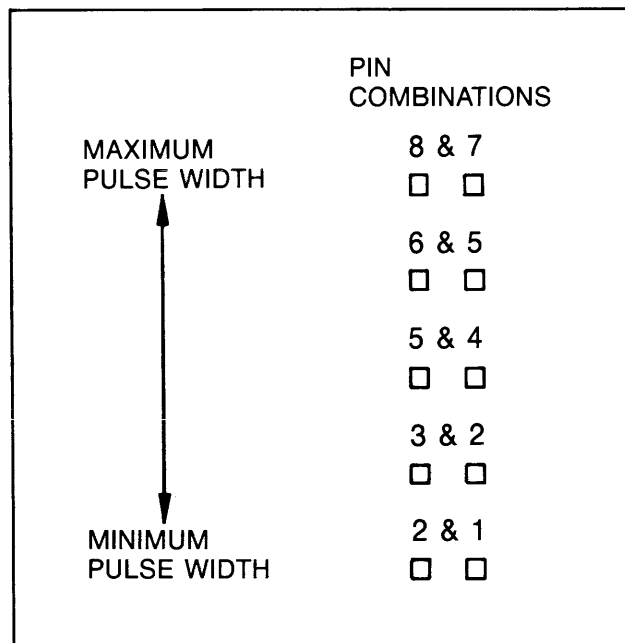 PIN
COMBINATIONS
MAXIMUM
PULSE WIDTH
8 & 7
6 & 5
5 & 4
3 & 2
MINIMUM
PULSE WIDTH
2 & 1